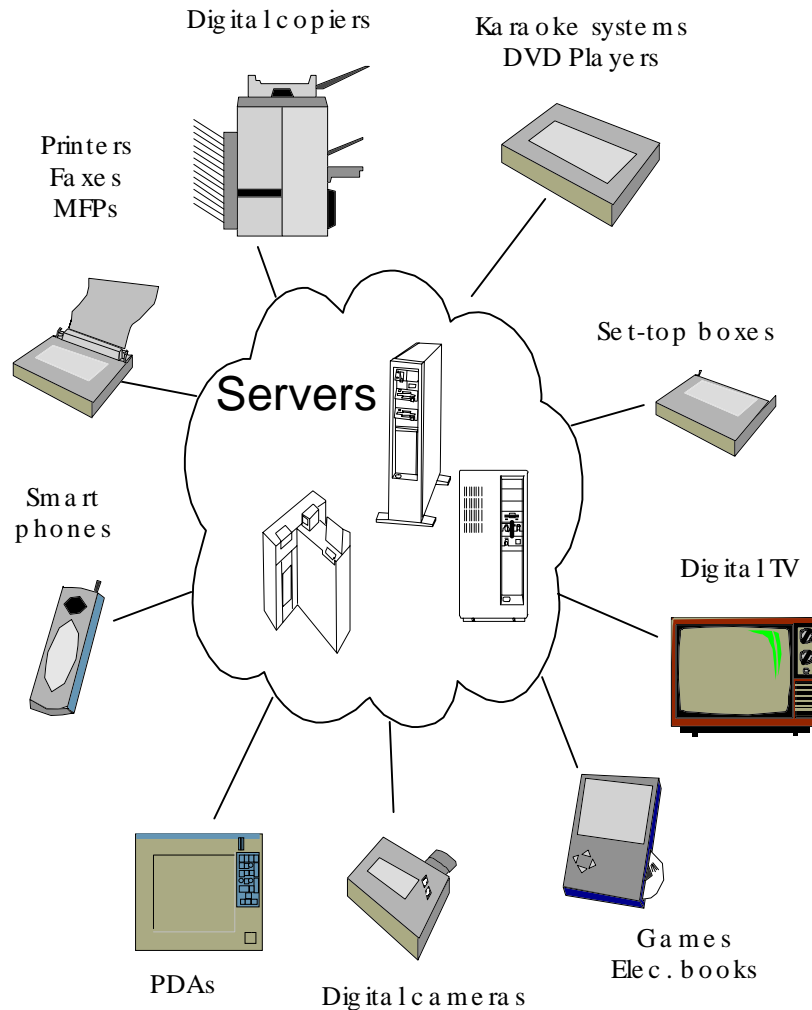 Digital copiers
Karaoke systems
DVD Players
Printers
Faxes
MFPs
Set-top boxes
Servers
Smart
phones
Digital TV
Games
Elec. books
PDAs
Digital cameras